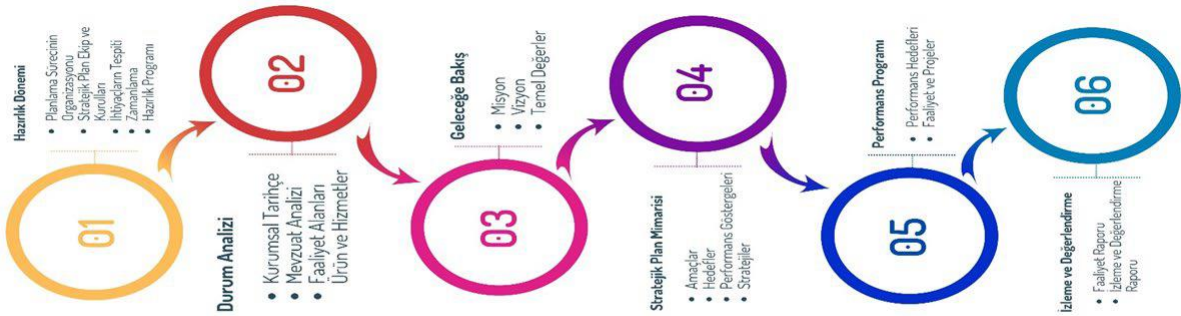 01
Hazırlık Dönemi
• Planlama Sürecinin
Organizasyonu
• Stratejik Plan Ekip ve
Kurulları
• İhtiyaçların Tespiti
• Zamanlama
• Hazırlık Programı
02
Durum Analizi
• Kurumsal Tarihçe
• Mevzuat Analizi
• Faaliyet Alanları
Ürün ve Hizmetler
03
Geleceğe Bakış
• Misyon
• Vizyon
• Temel Değerler
04
Stratejik Plan Mimarisi
• Amaçlar
• Hedefler
• Performans Göstergeleri
• Stratejiler
05
Performans Programı
• Performans Hedefleri
• Faaliyet ve Projeler
06
İzleme ve Değerlendirme
• Faaliyet Raporu
• İzleme ve Değerlendirme
Raporu